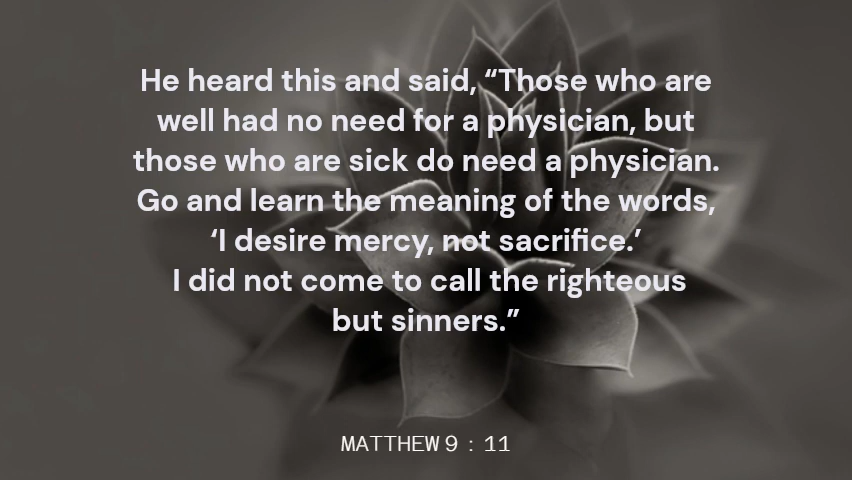 He heard this and said, “Those who are
well had no need for a physician, but
those who are sick do need a physician.
Go and learn the meaning of the words,
‘I desire mercy, not sacrifice.’
I did not come to call the righteous
but sinners.”
MATTHEW 9 : 11